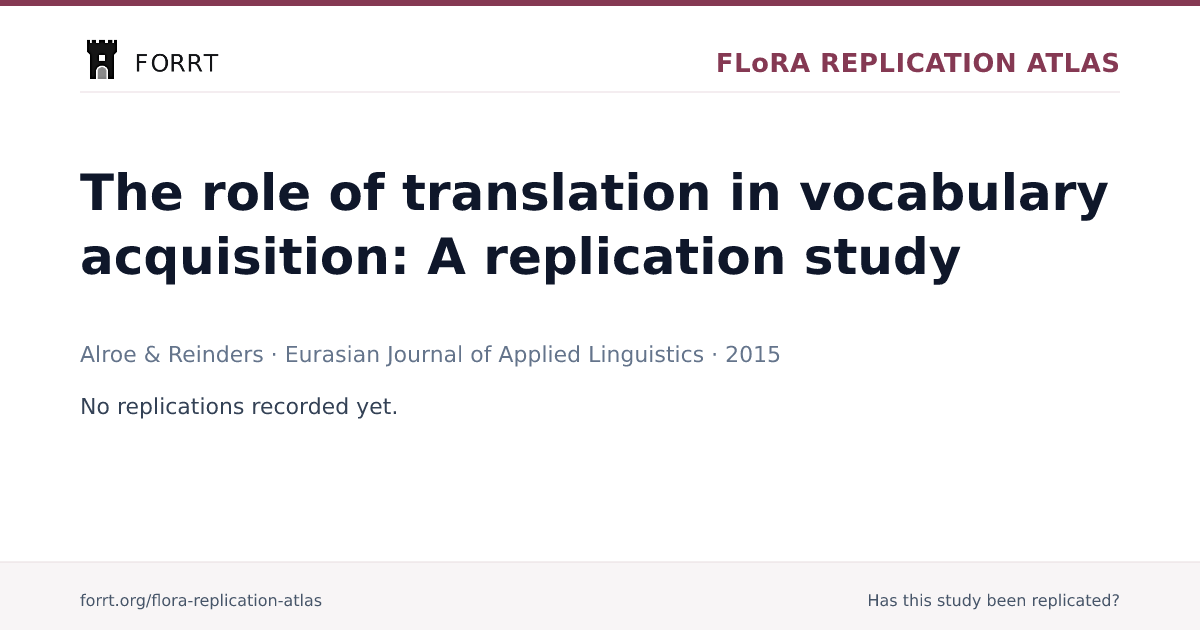 FORRT
FLoRA REPLICATION ATLAS
The role of translation in vocabulary
acquisition: A replication study
Alroe & Reinders · Eurasian Journal of Applied Linguistics · 2015
No replications recorded yet.
forrt.org/flora-replication-atlas
Has this study been replicated?